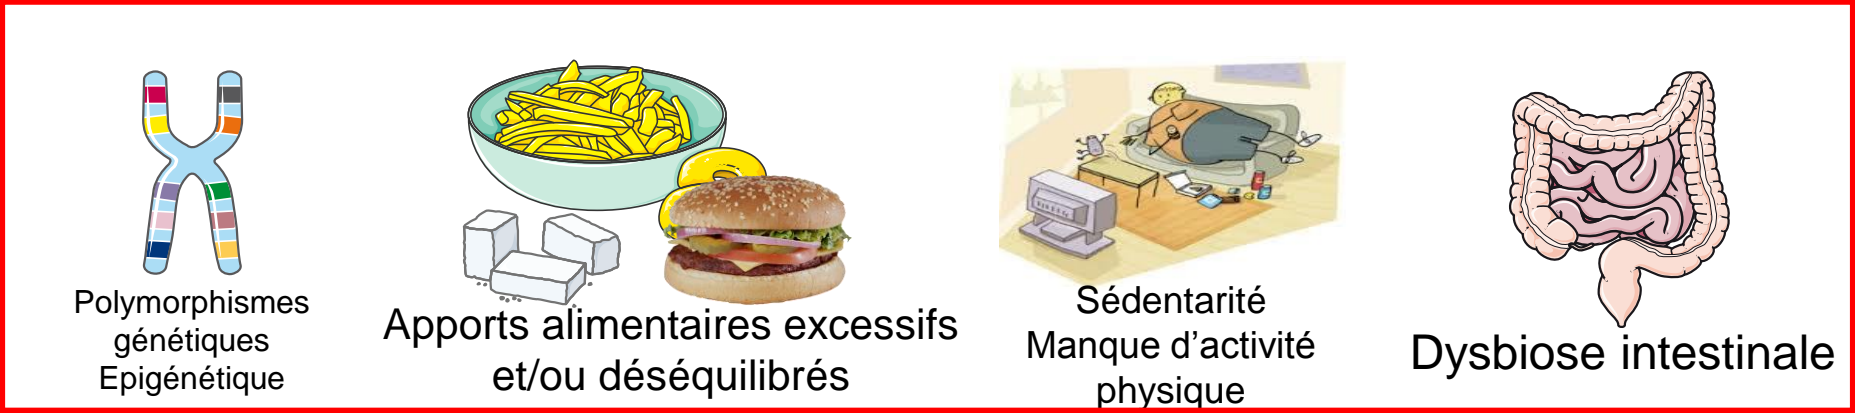 Polymorphismes
génétiques
Epigénétique
Apports alimentaires excessifs
et/ou déséquilibrés
Sédentarité
Manque d’activité
physique
Dysbiose intestinale